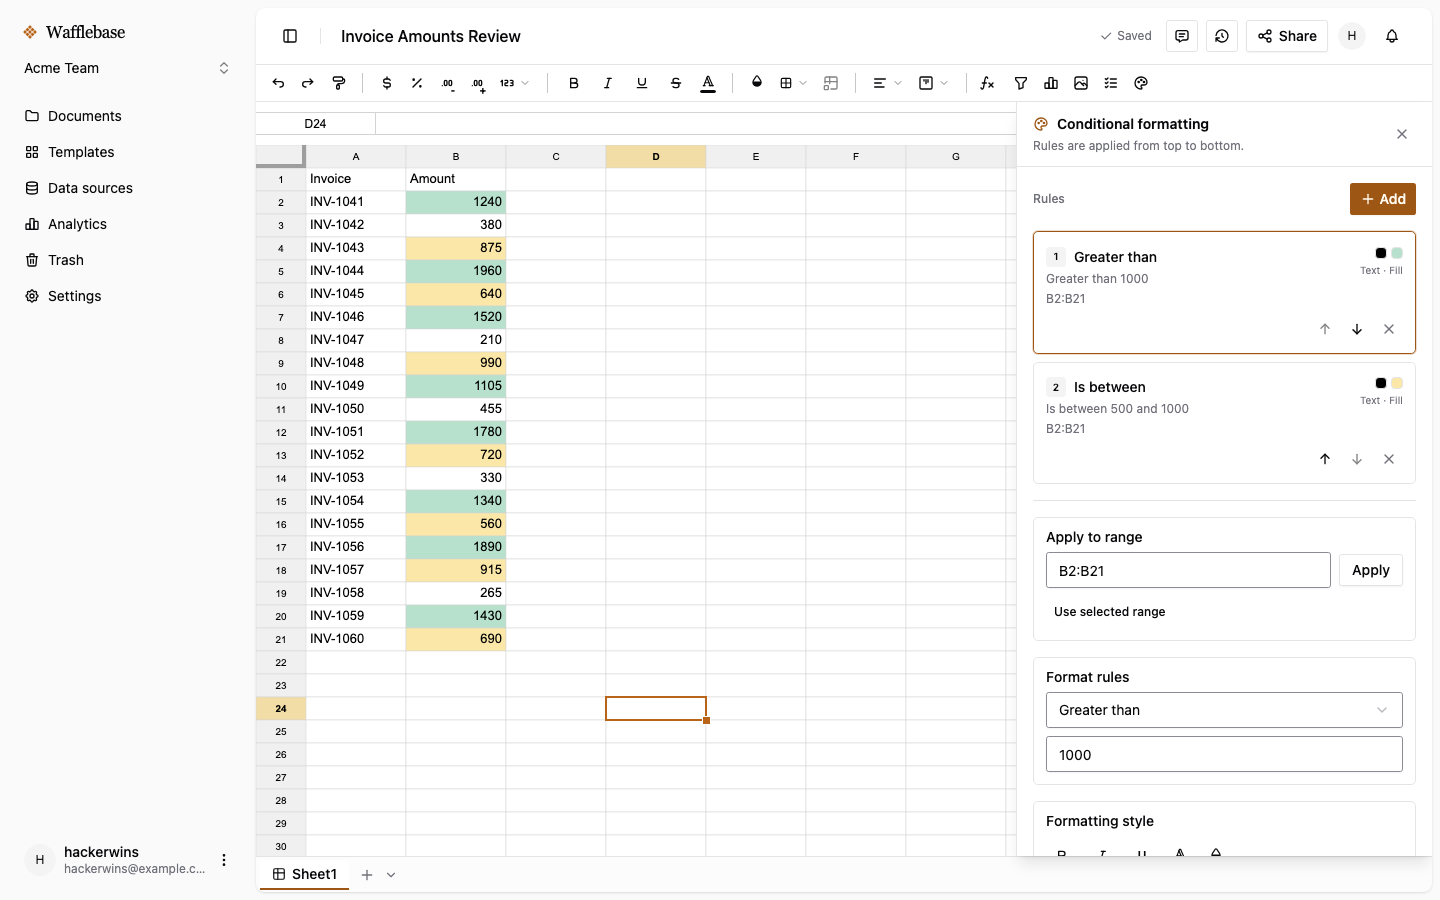 Wafflebase
Acme Team
Documents
Templates
Data sources
Analytics
Trash
Settings
H
hackerwins
hackerwins@example.c...
Invoice Amounts Review
Saved
Share
H
$ % .00 .00 123 B I U S A
D24
A B C D E F G
1 Invoice Amount
2 INV-1041 1240
3 INV-1042 380
4 INV-1043 875
5 INV-1044 1960
6 INV-1045 640
7 INV-1046 1520
8 INV-1047 210
9 INV-1048 990
10 INV-1049 1105
11 INV-1050 455
12 INV-1051 1780
13 INV-1052 720
14 INV-1053 330
15 INV-1054 1340
16 INV-1055 560
17 INV-1056 1890
18 INV-1057 915
19 INV-1058 265
20 INV-1059 1430
21 INV-1060 690
22
23
24
25
26
27
28
29
30
Sheet1
Conditional formatting
Rules are applied from top to bottom.
Rules
Add
1 Greater than
Text · Fill
Greater than 1000
B2:B21
2 Is between
Text · Fill
Is between 500 and 1000
B2:B21
Apply to range
B2:B21
Apply
Use selected range
Format rules
Greater than
1000
Formatting style